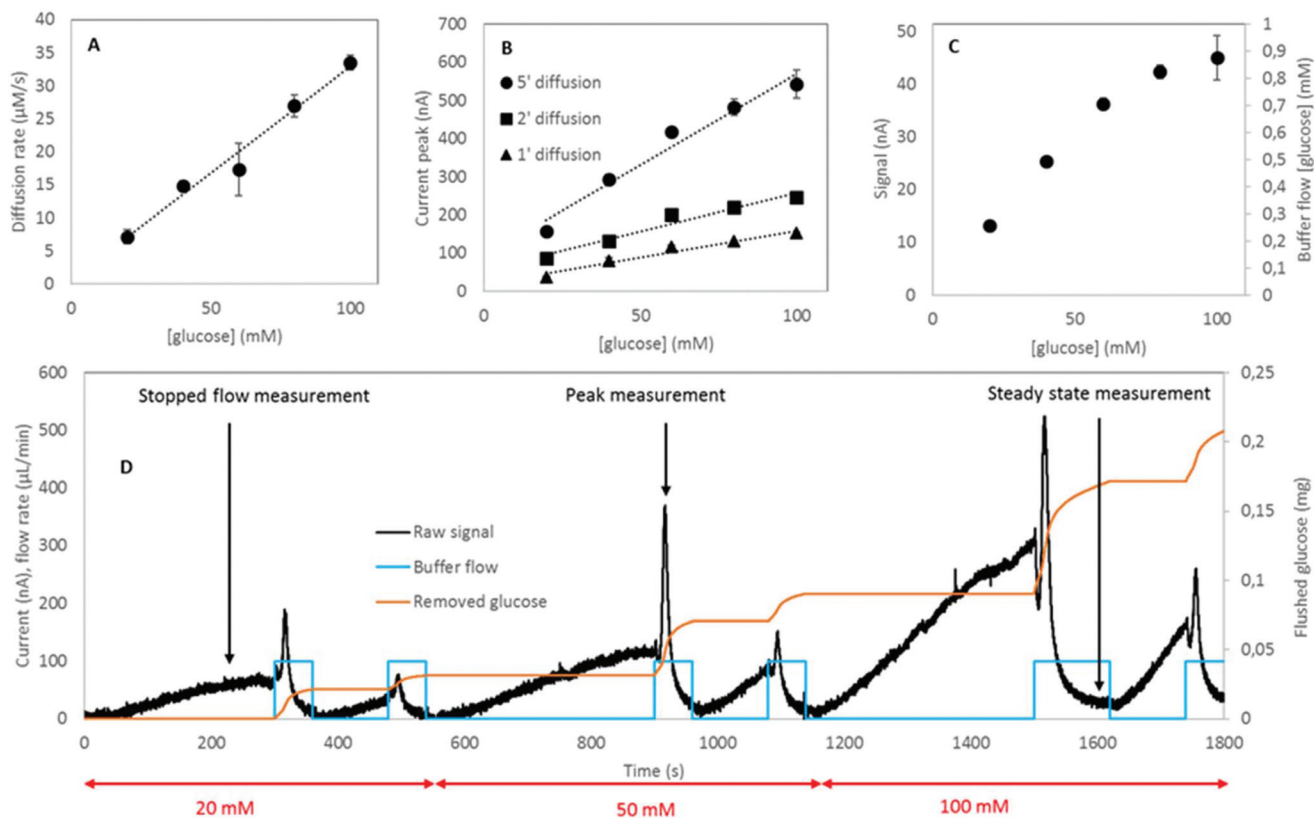 A
Diffusion rate (µM/s)
40
35
30
25
20
15
10
5
0
0
50
100
[glucose] (mM)
B
Current peak (nA)
700
600
500
400
300
200
100
0
5' diffusion
2' diffusion
1' diffusion
0
50
100
[glucose] (mM)
C
Signal (nA)
50
40
30
20
10
0
1
0,9
0,8
0,7
0,6
0,5
0,4
0,3
0,2
0,1
0
Buffer flow [glucose] (mM)
0
50
100
[glucose] (mM)
D
Current (nA), flow rate (µL/min)
600
500
400
300
200
100
0
Stopped flow measurement
Peak measurement
Steady state measurement
Raw signal
Buffer flow
Removed glucose
0,25
0,2
0,15
0,1
0,05
0
Flushed glucose (mg)
0
200
400
600
800
1000
1200
1400
1600
1800
Time (s)
20 mM
50 mM
100 mM